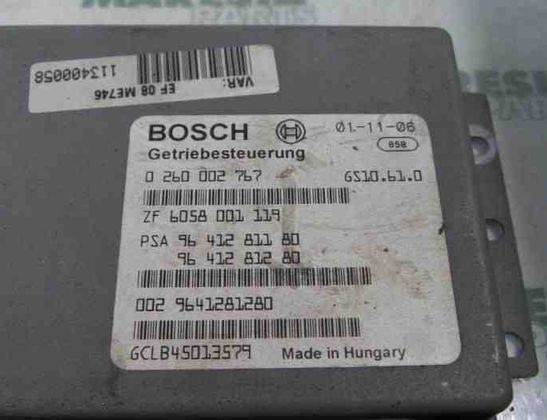 VAR:
EF 08 ME746
113400058
BOSCH 01-11-06
Getriebesteuerung 658
0 260 002 767 GS10.61.0
ZF 6058 001 119
PSA 96 412 811 80
96 412 812 80
002 9641281280
GCLB45013579 Made in Hungary
PARTS